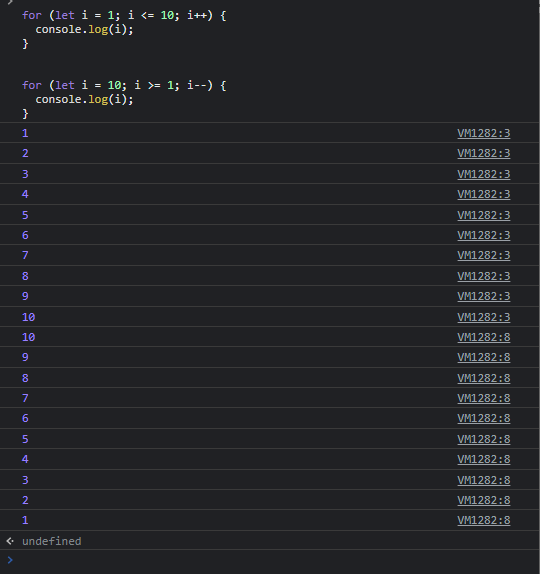 for (let i = 1; i <= 10; i++) {
  console.log(i);
}
for (let i = 10; i >= 1; i--) {
  console.log(i);
}
1 VM1282:3
2 VM1282:3
3 VM1282:3
4 VM1282:3
5 VM1282:3
6 VM1282:3
7 VM1282:3
8 VM1282:3
9 VM1282:3
10 VM1282:3
10 VM1282:8
9 VM1282:8
8 VM1282:8
7 VM1282:8
6 VM1282:8
5 VM1282:8
4 VM1282:8
3 VM1282:8
2 VM1282:8
1 VM1282:8
undefined